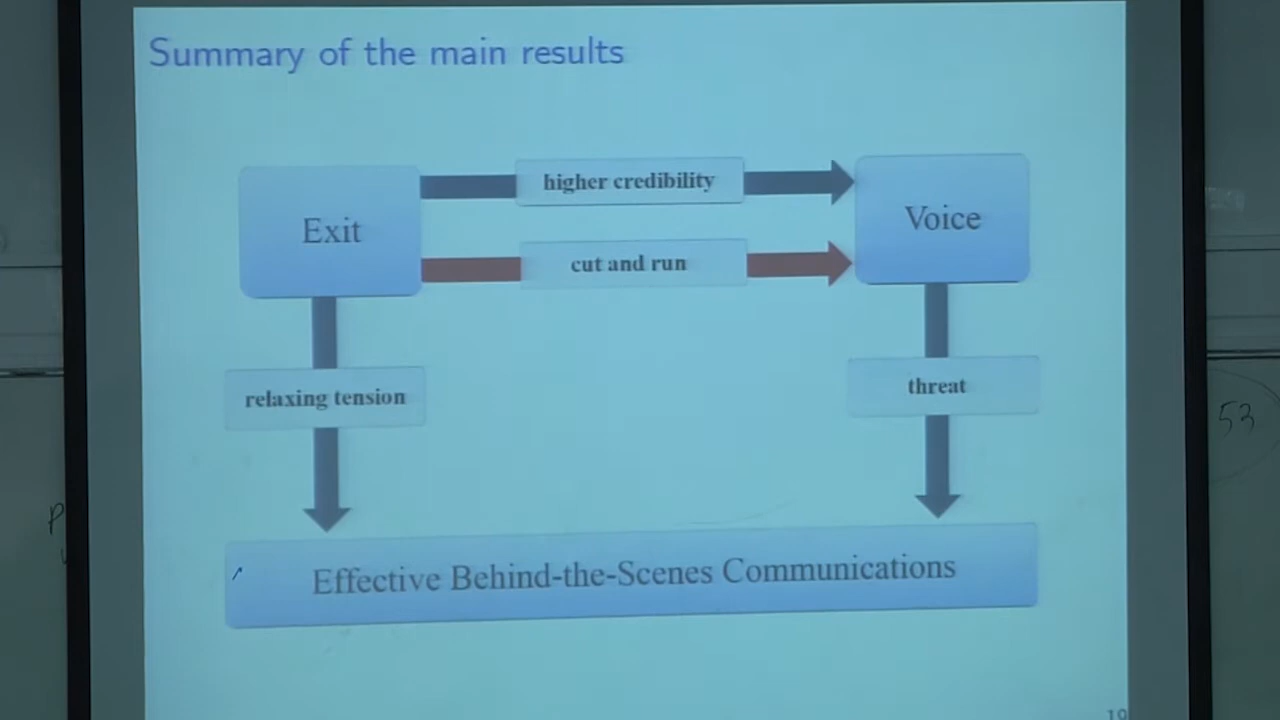 Summary of the main results
higher credibility
Exit
Voice
cut and run
relaxing tension
threat
53
P
Effective Behind-the-Scenes Communications
19